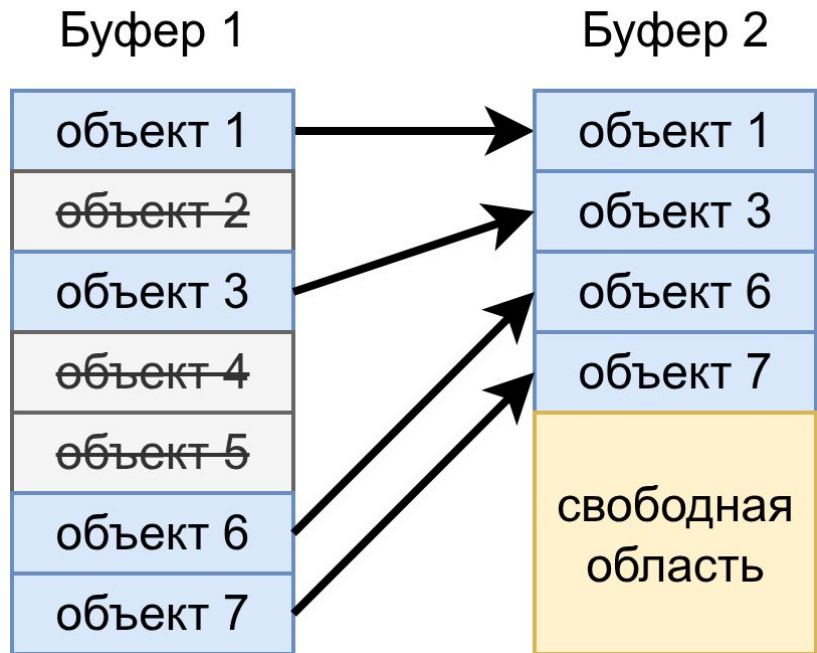 Буфер 1
объект 1
объект 2
объект 3
объект 4
объект 5
объект 6
объект 7
Буфер 2
объект 1
объект 3
объект 6
объект 7
свободная
область